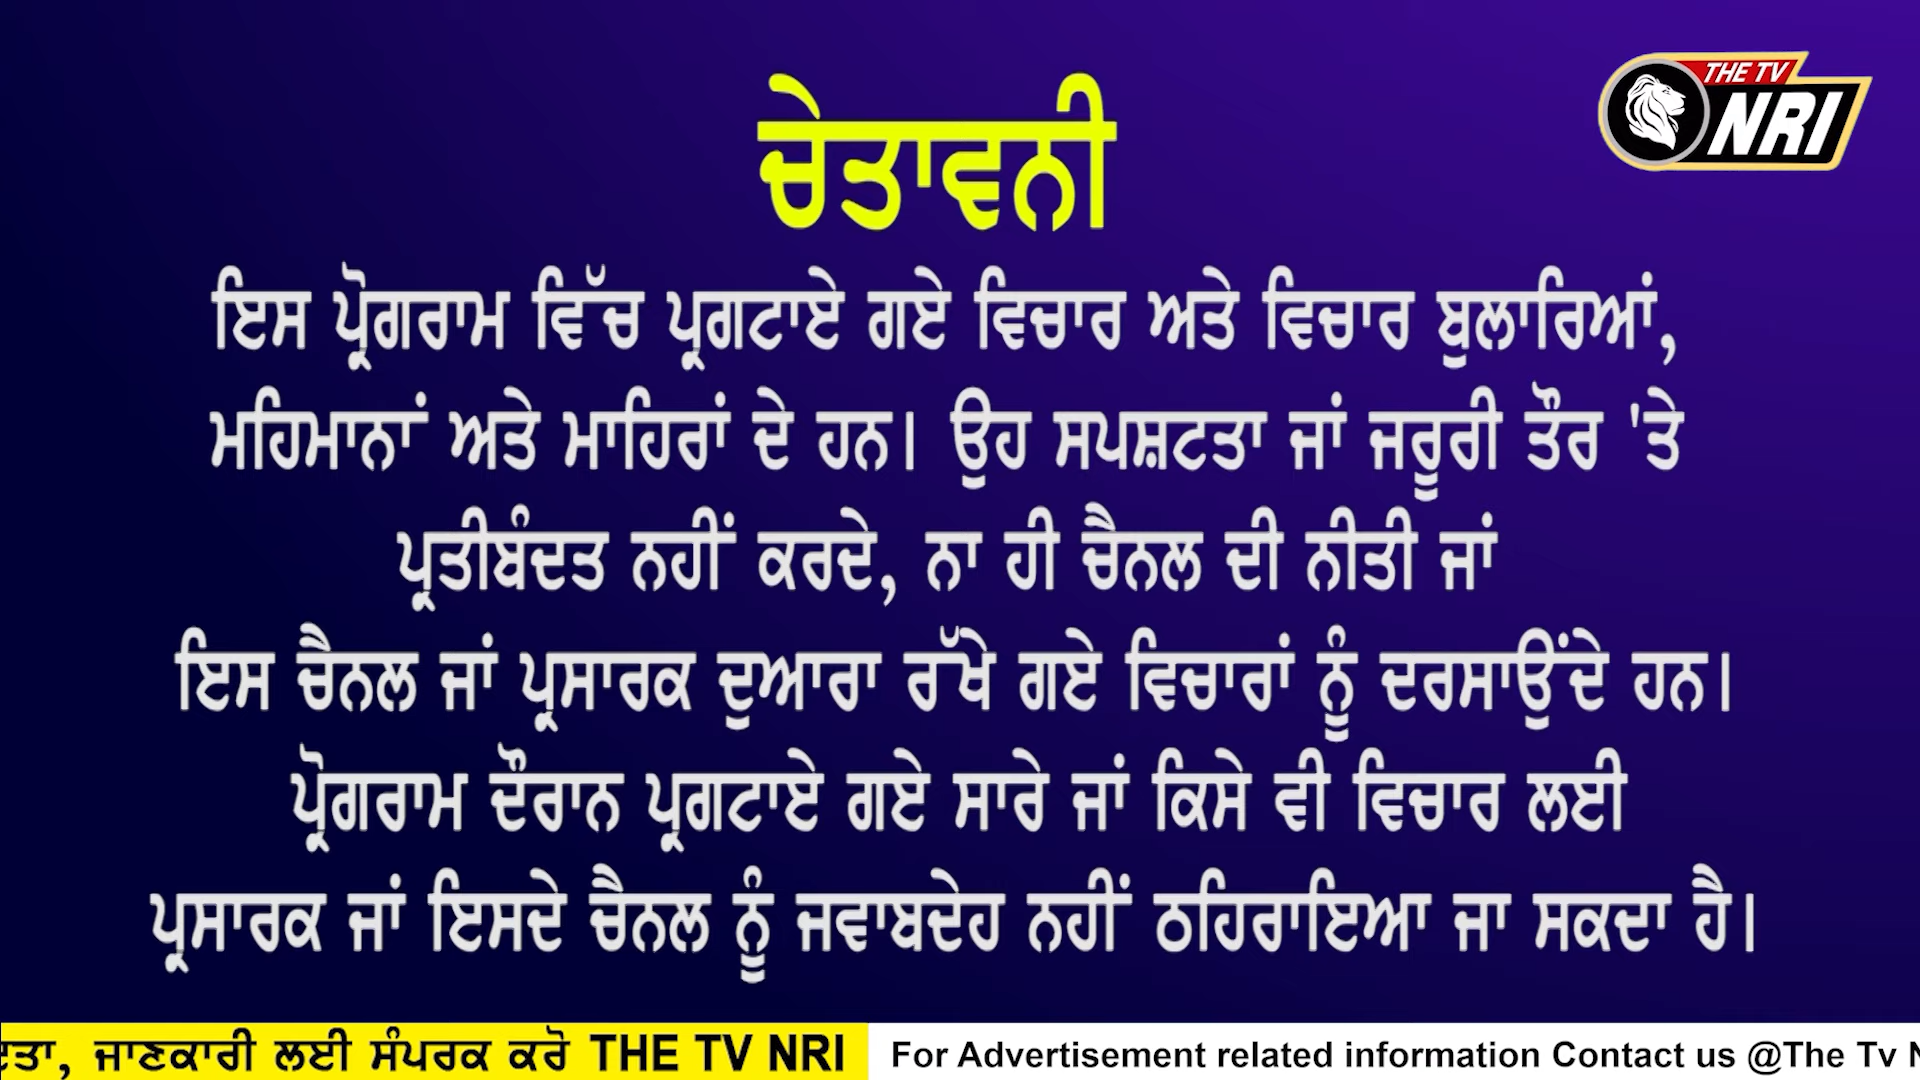 THE TV
NRI
ਚੇਤਾਵਨੀ
ਇਸ ਪ੍ਰੋਗਰਾਮ ਵਿੱਚ ਪ੍ਰਗਟਾਏ ਗਏ ਵਿਚਾਰ ਅਤੇ ਵਿਚਾਰ ਬੁਲਾਰਿਆਂ,
ਮਹਿਮਾਨਾਂ ਅਤੇ ਮਾਹਿਰਾਂ ਦੇ ਹਨ। ਉਹ ਸਪਸ਼ਟਤਾ ਜਾਂ ਜਰੂਰੀ ਤੌਰ 'ਤੇ
ਪ੍ਰਤੀਬੰਦਤ ਨਹੀਂ ਕਰਦੇ, ਨਾ ਹੀ ਚੈਨਲ ਦੀ ਨੀਤੀ ਜਾਂ
ਇਸ ਚੈਨਲ ਜਾਂ ਪ੍ਰਸਾਰਕ ਦੁਆਰਾ ਰੱਖੇ ਗਏ ਵਿਚਾਰਾਂ ਨੂੰ ਦਰਸਾਉਂਦੇ ਹਨ।
ਪ੍ਰੋਗਰਾਮ ਦੌਰਾਨ ਪ੍ਰਗਟਾਏ ਗਏ ਸਾਰੇ ਜਾਂ ਕਿਸੇ ਵੀ ਵਿਚਾਰ ਲਈ
ਪ੍ਰਸਾਰਕ ਜਾਂ ਇਸਦੇ ਚੈਨਲ ਨੂੰ ਜਵਾਬਦੇਹ ਨਹੀਂ ਠਹਿਰਾਇਆ ਜਾ ਸਕਦਾ ਹੈ।
ਜਾਣਕਾਰੀ ਲਈ ਸੰਪਰਕ ਕਰੋ THE TV NRI For Advertisement related information Contact us @The Tv